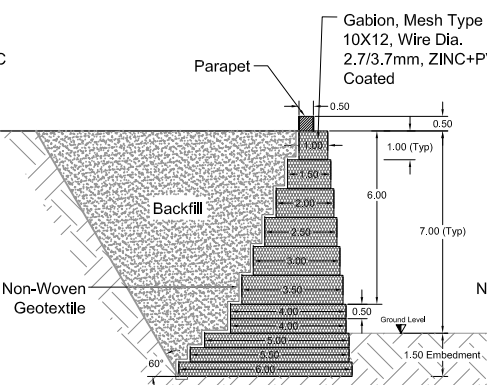 Gabion, Mesh Type
10X12, Wire Dia.
2.7/3.7mm, ZINC+P
Coated
C
Parapet
0.50
0.50
1.00
1.00 (Typ)
1.50
2.00
6.00
Backfill
2.50
7.00 (Typ)
3.00
Non-Woven
Geotextile
3.50
N
4.00
0.50
Ground Level
4.00
5.00
5.50
1.50 Embedment
60°
6.00